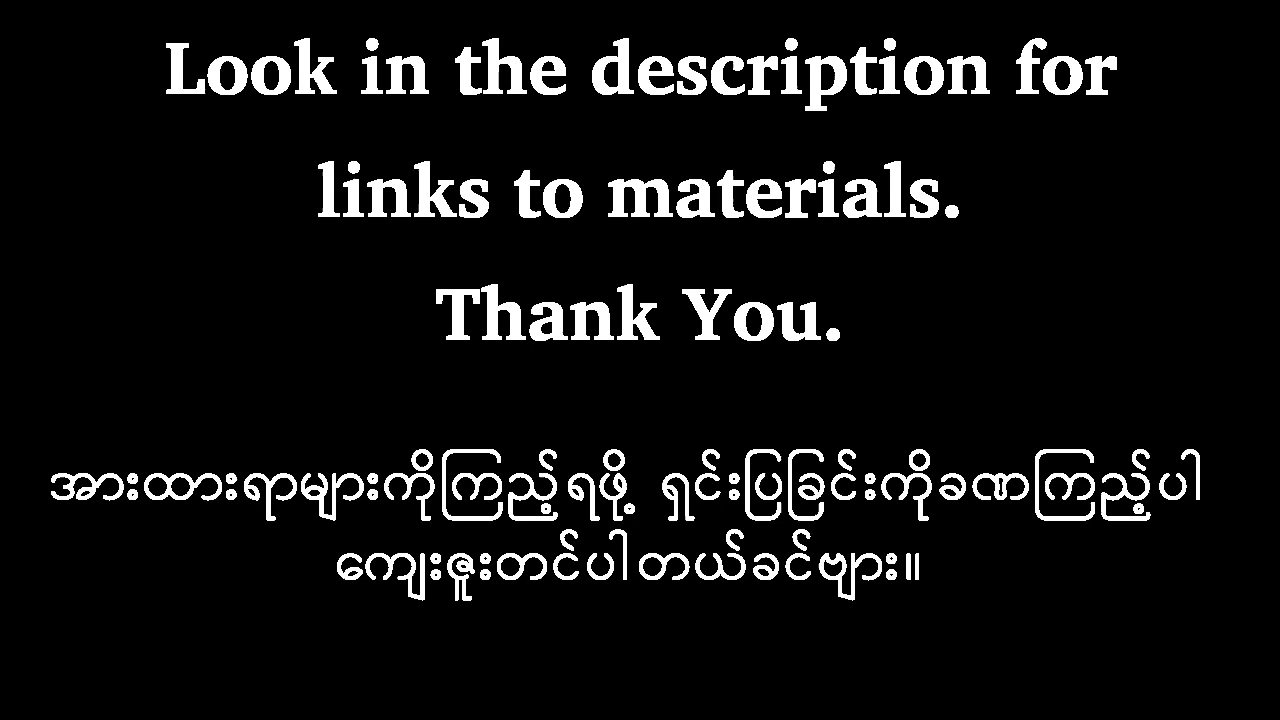 Look in the description for
links to materials.
Thank You.
အားထားရာများကိုကြည့်ရဖို့ ရှင်းပြခြင်းကိုခဏကြည့်ပါ
ကျေးဇူးတင်ပါတယ်ခင်ဗျား။